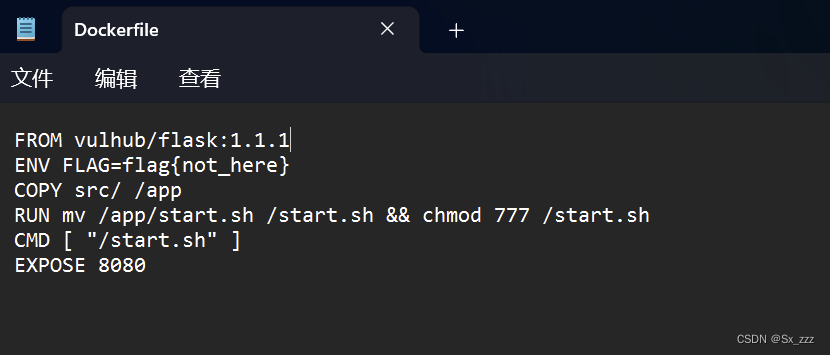 Dockerfile
文件 编辑 查看
FROM vulhub/flask:1.1.1
ENV FLAG=flag{not_here}
COPY src/ /app
RUN mv /app/start.sh /start.sh && chmod 777 /start.sh
CMD [ "/start.sh" ]
EXPOSE 8080
CSDN @Sx_zzz